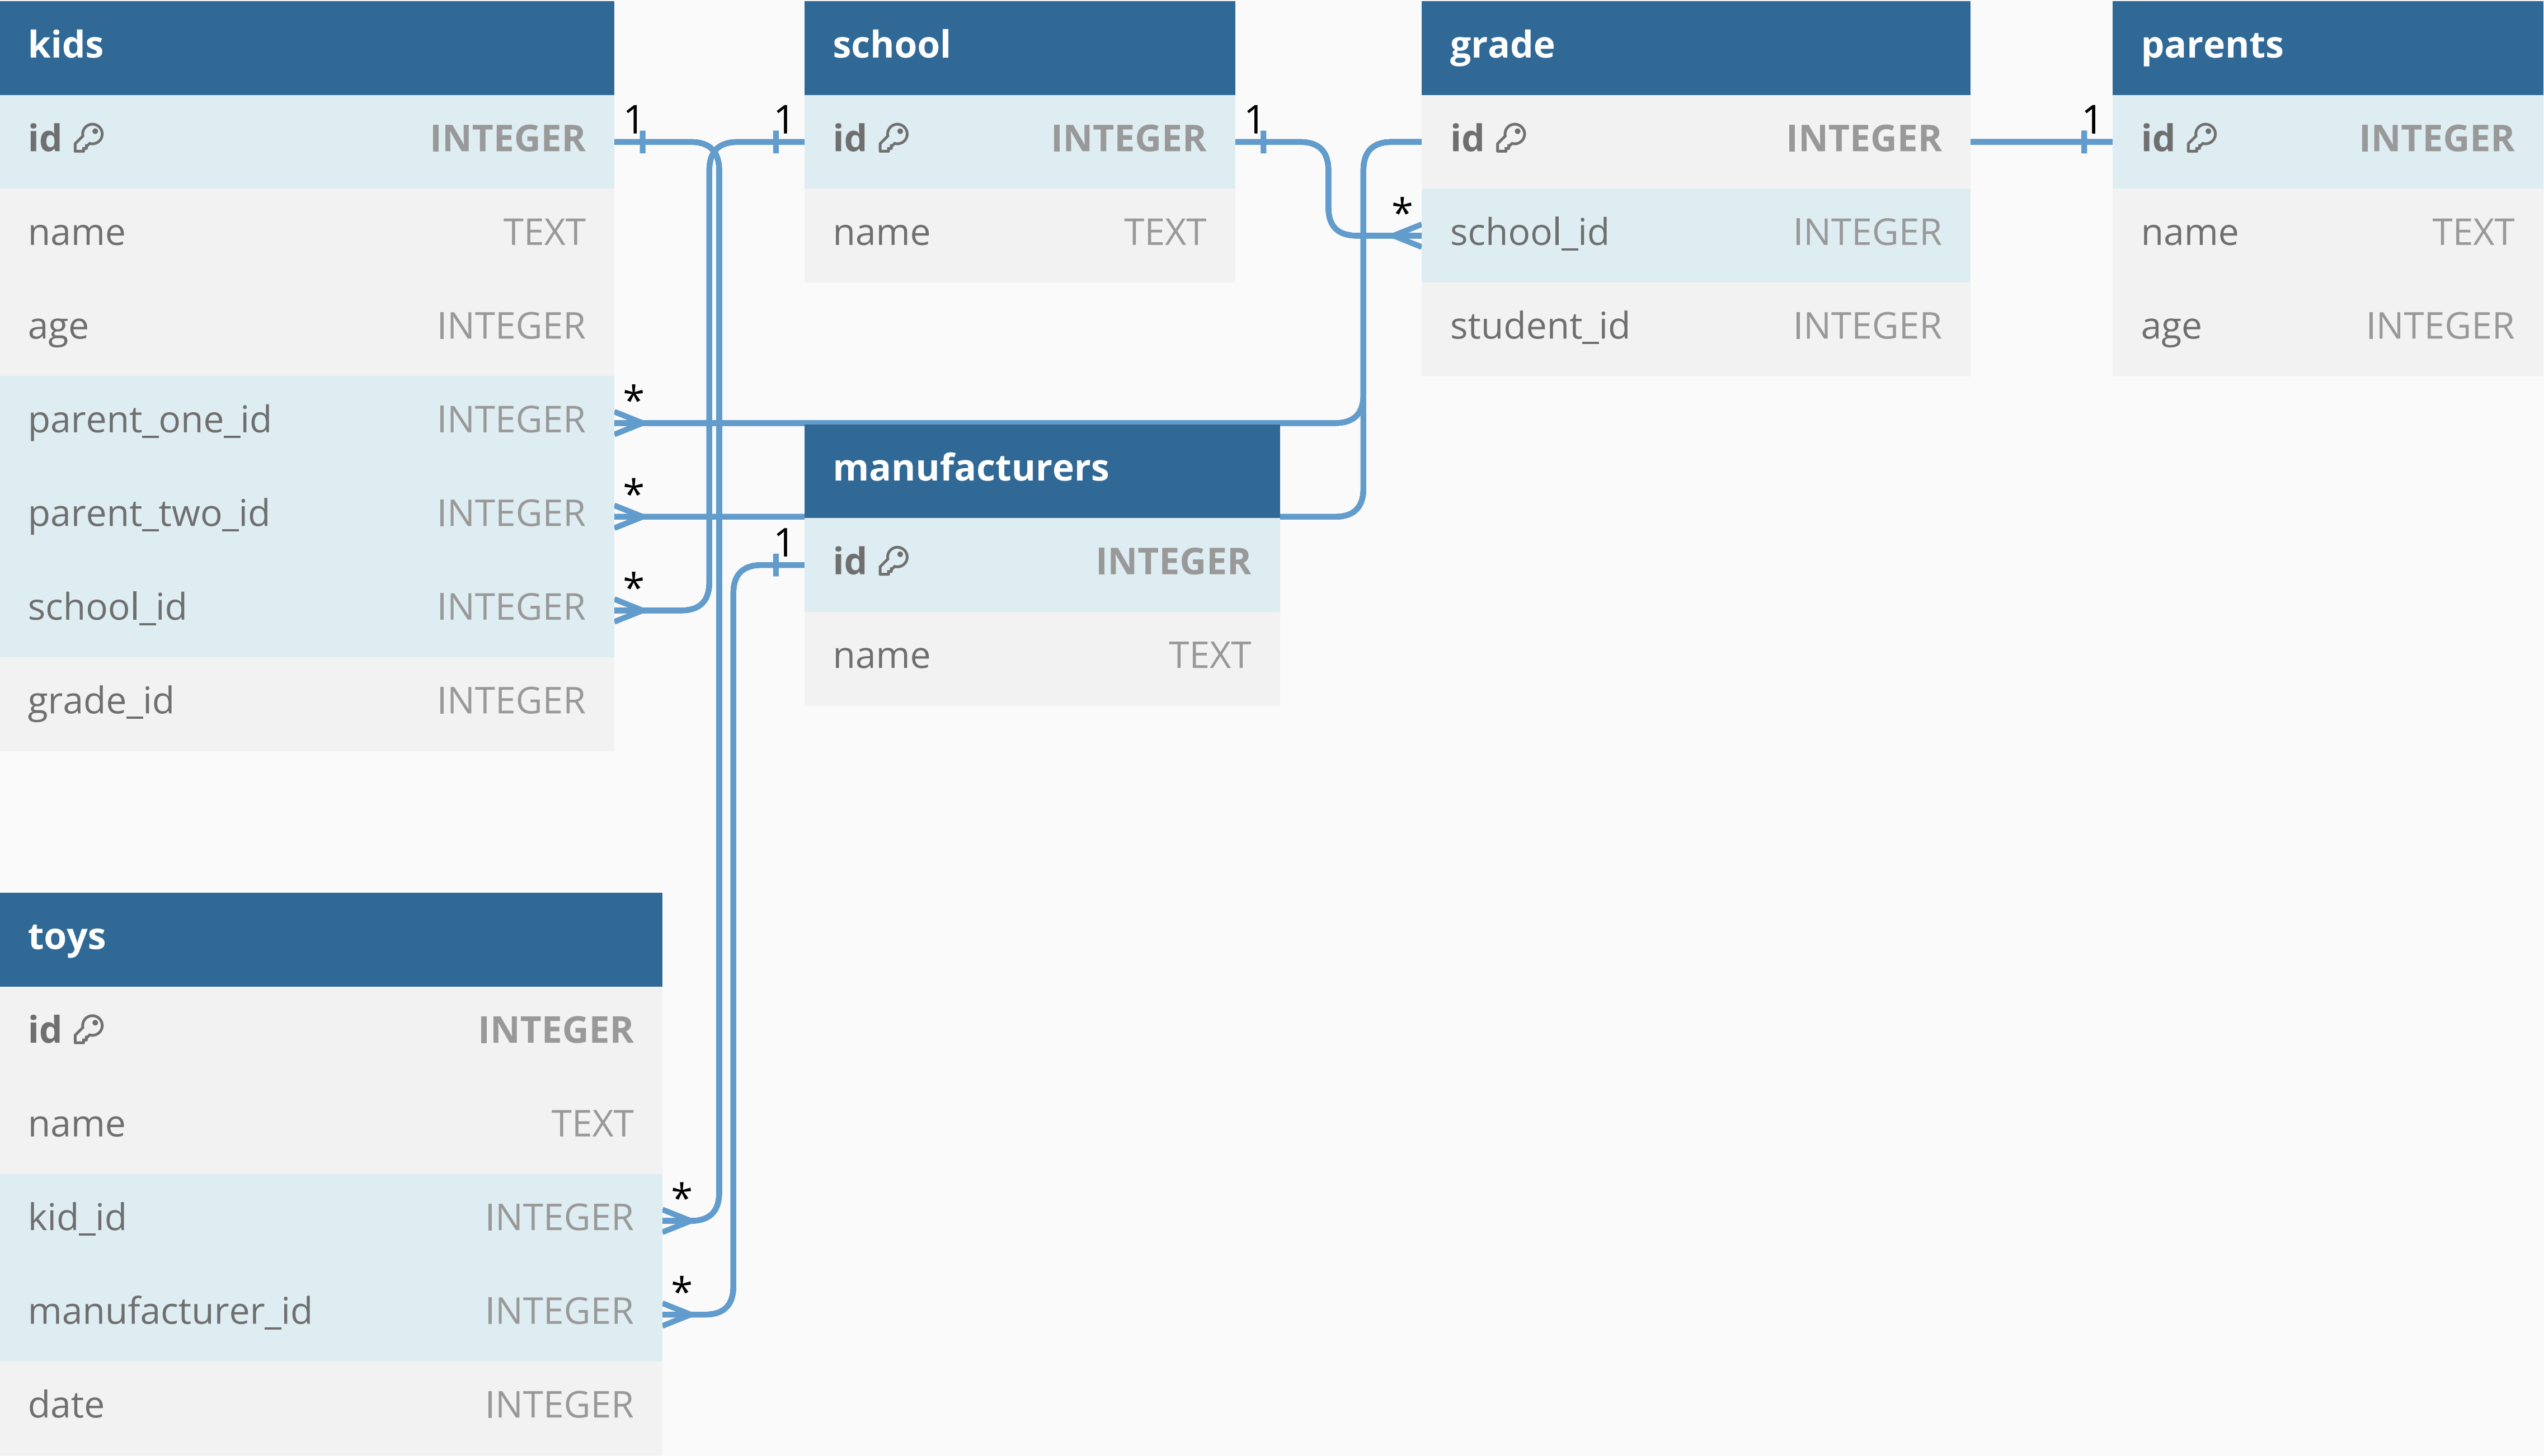 kids
id INTEGER
name TEXT
age INTEGER
parent_one_id INTEGER
parent_two_id INTEGER
school_id INTEGER
grade_id INTEGER
1
*
*
*
1
school
id INTEGER
name TEXT
1
*
grade
id INTEGER
school_id INTEGER
student_id INTEGER
1
parents
id INTEGER
name TEXT
age INTEGER
1
manufacturers
id INTEGER
name TEXT
toys
id INTEGER
name TEXT
kid_id INTEGER
manufacturer_id INTEGER
date INTEGER
*
*